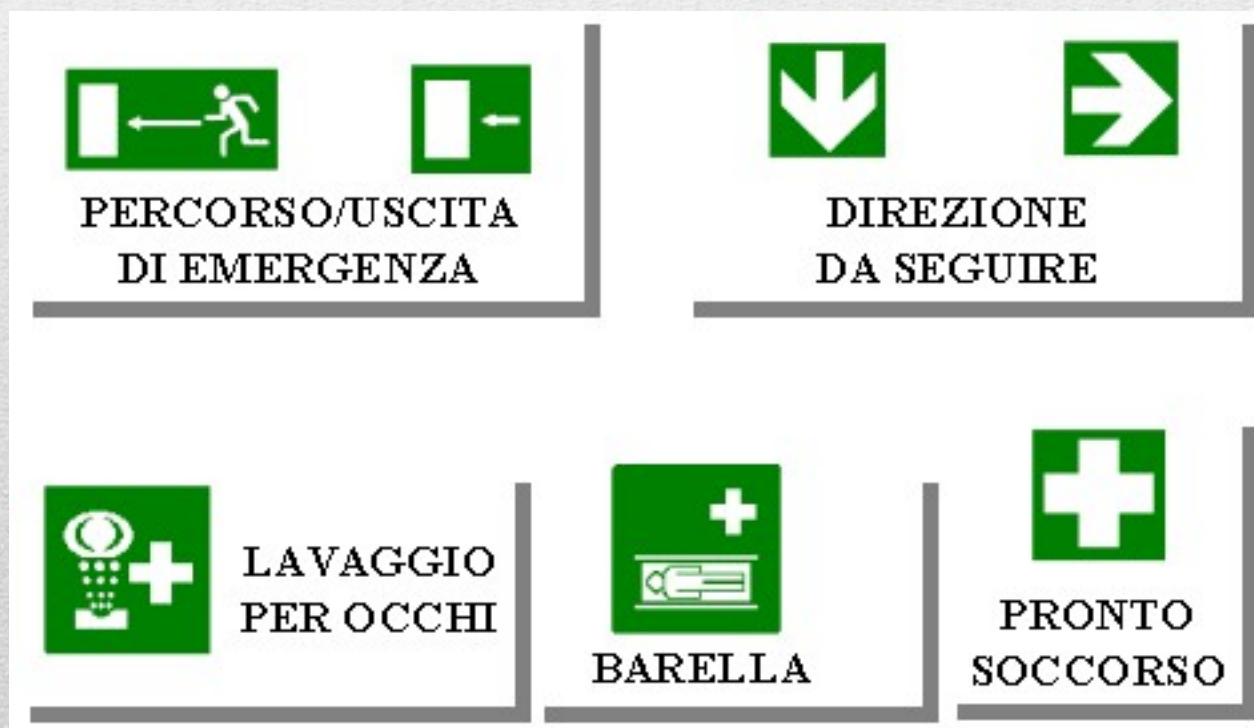 PERCORSO/USCITA
DI EMERGENZA
DIREZIONE
DA SEGUIRE
LAVAGGIO
PER OCCHI
BARELLA
PRONTO
SOCCORSO